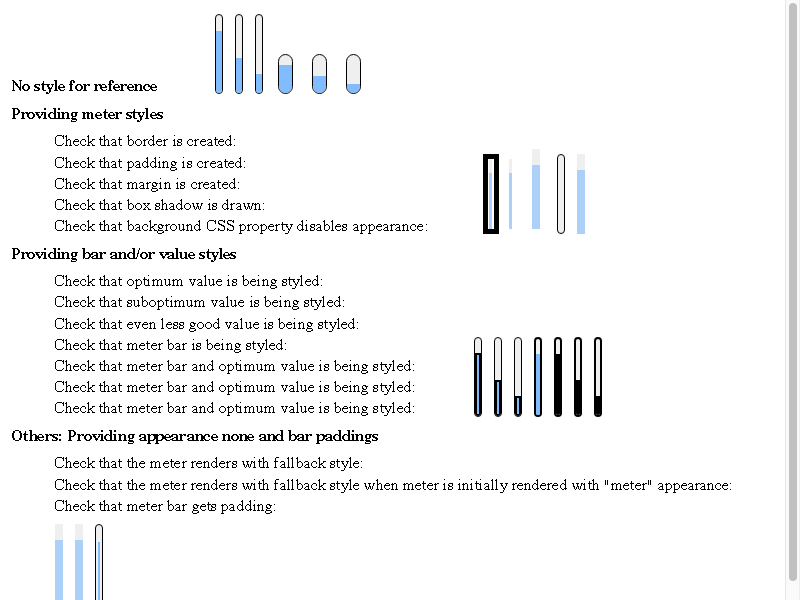 No style for reference
Providing meter styles
Check that border is created:
Check that padding is created:
Check that margin is created:
Check that box shadow is drawn:
Check that background CSS property disables appearance:
Providing bar and/or value styles
Check that optimum value is being styled:
Check that suboptimum value is being styled:
Check that even less good value is being styled:
Check that meter bar is being styled:
Check that meter bar and optimum value is being styled:
Check that meter bar and optimum value is being styled:
Check that meter bar and optimum value is being styled:
Others: Providing appearance none and bar paddings
Check that the meter renders with fallback style:
Check that the meter renders with fallback style when meter is initially rendered with "meter" appearance:
Check that meter bar gets padding: